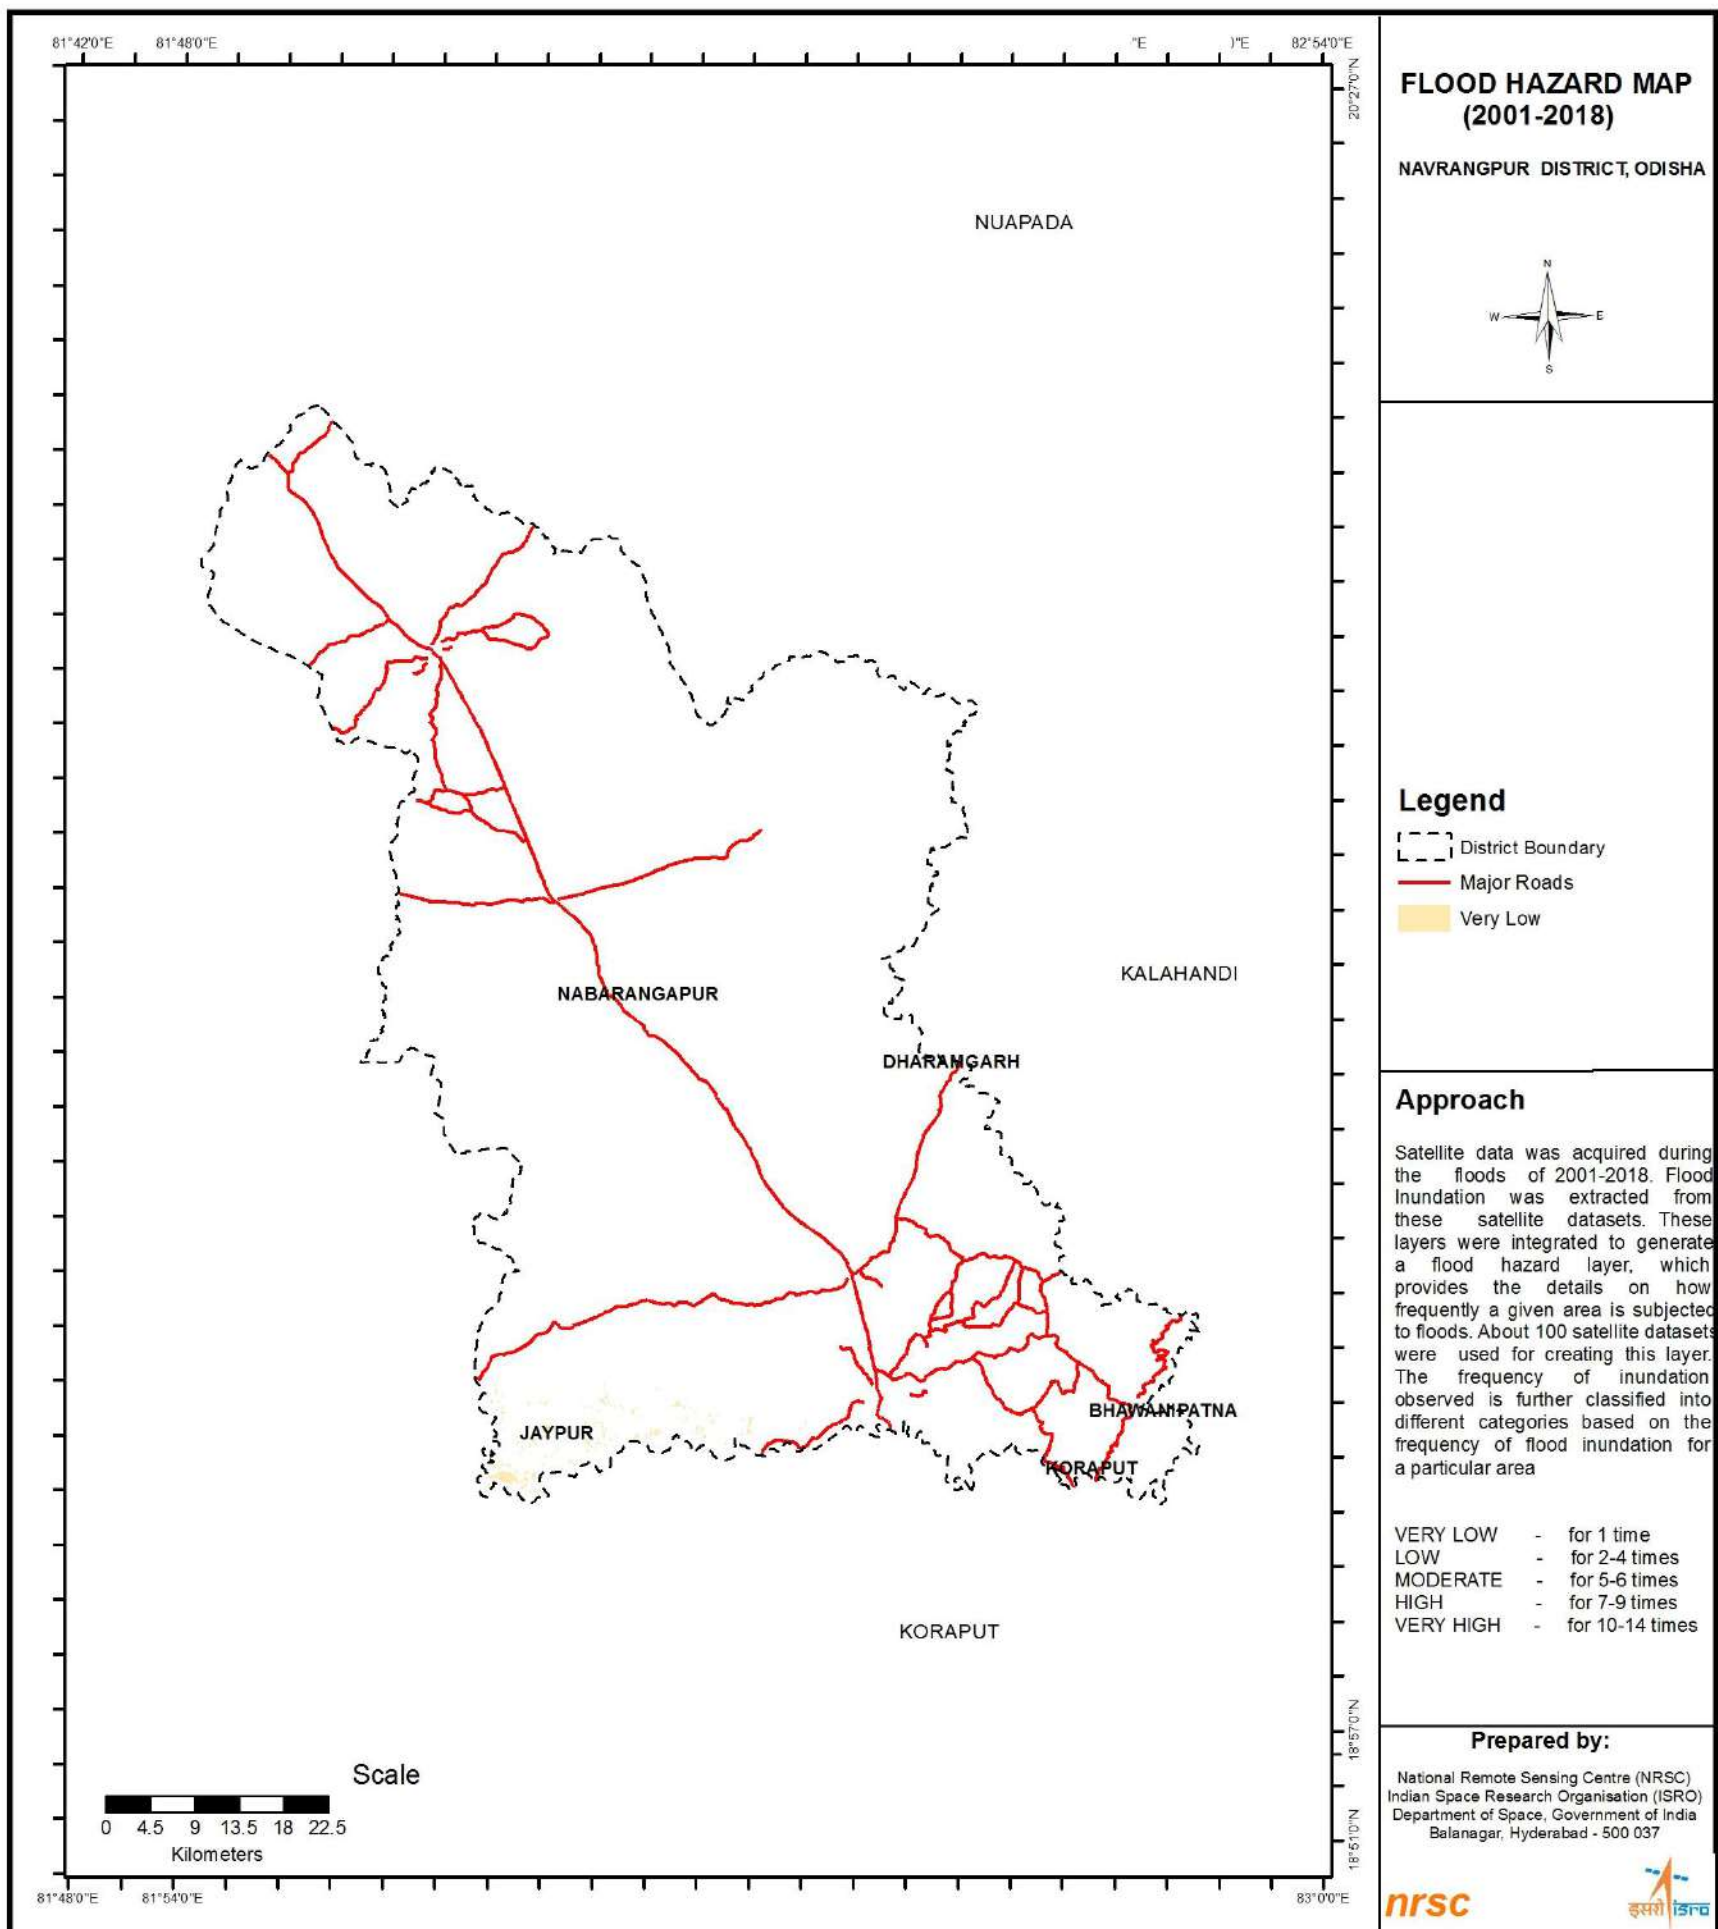 81°42'0"E 81°48'0"E "E )"E 82°54'0"E
20°27'0"N
FLOOD HAZARD MAP
(2001-2018)
NAVRANGPUR DISTRICT, ODISHA
N
W E
S
NUAPADA
NABARANGAPUR
KALAHANDI
DHARAMGARH
JAYPUR
BHAWANIPATNA
KORAPUT
KORAPUT
Legend
District Boundary
Major Roads
Very Low
Approach
Satellite data was acquired during
the floods of 2001-2018. Flood
Inundation was extracted from
these satellite datasets. These
layers were integrated to generate
a flood hazard layer, which
provides the details on how
frequently a given area is subjected
to floods. About 100 satellite datasets
were used for creating this layer.
The frequency of inundation
observed is further classified into
different categories based on the
frequency of flood inundation for
a particular area
VERY LOW - for 1 time
LOW - for 2-4 times
MODERATE - for 5-6 times
HIGH - for 7-9 times
VERY HIGH - for 10-14 times
Prepared by:
National Remote Sensing Centre (NRSC)
Indian Space Research Organisation (ISRO)
Department of Space, Government of India
Balanagar, Hyderabad - 500 037
nrsc
इसरो isro
Scale
0 4.5 9 13.5 18 22.5
Kilometers
18°57'0"N
18°51'0"N
81°48'0"E 81°54'0"E 83°0'0"E